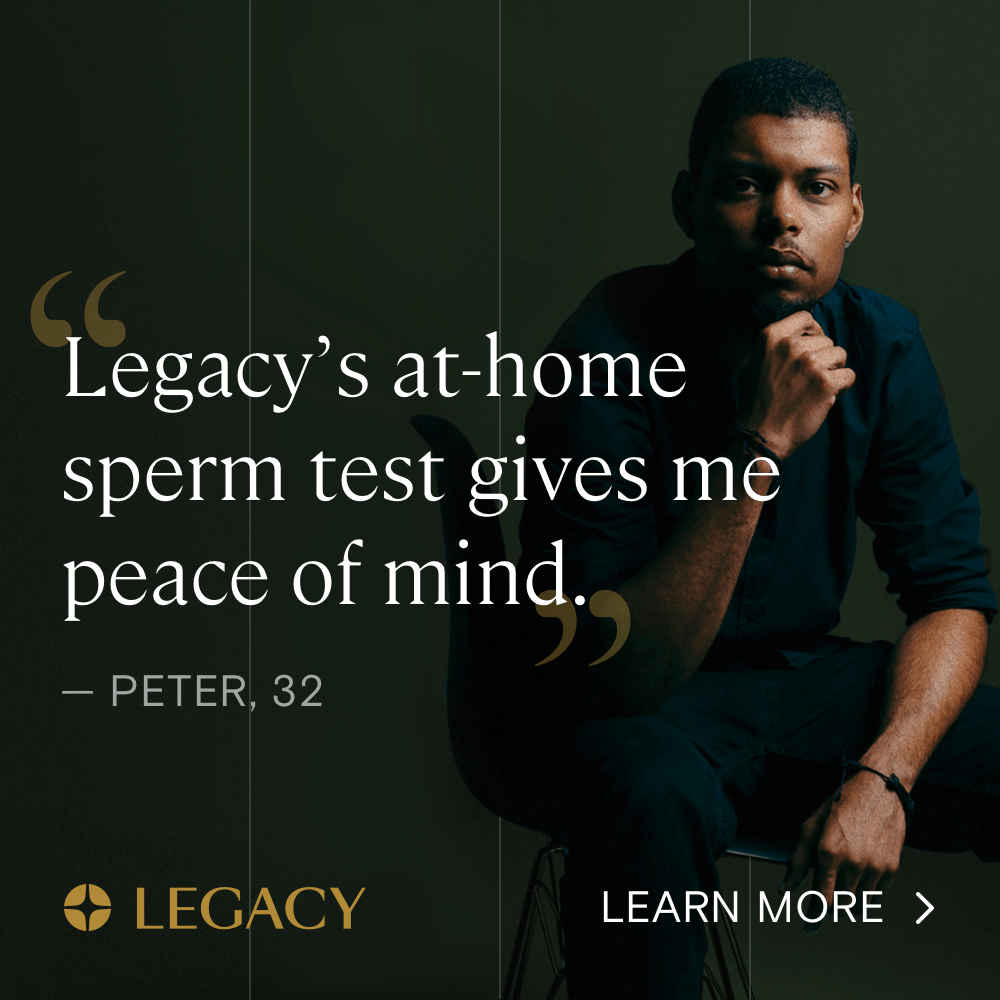 “Legacy’s at-home
sperm test gives me
peace of mind.”
— PETER, 32
LEGACY
LEARN MORE >